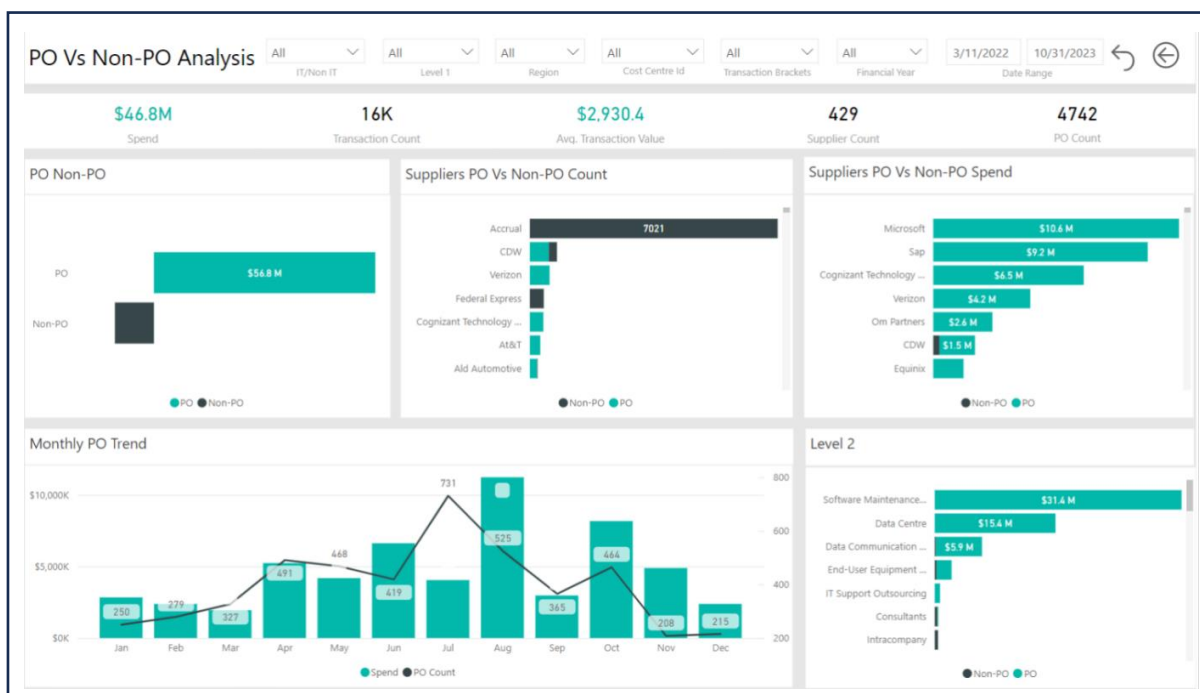 PO Vs Non-PO Analysis
All
IT/Non IT
All
Level 1
All
Region
All
Cost Centre Id
All
Transaction Brackets
All
Financial Year
3/11/2022
10/31/2023
Date Range
$46.8M
Spend
16K
Transaction Count
$2,930.4
Avg. Transaction Value
429
Supplier Count
4742
PO Count
PO Non-PO
PO
$56.8 M
Non-PO
PO Non-PO
Suppliers PO Vs Non-PO Count
Accrual
7021
CDW
Verizon
Federal Express
Cognizant Technology ...
At&T
Ald Automotive
Non-PO PO
Suppliers PO Vs Non-PO Spend
Microsoft
$10.6 M
Sap
$9.2 M
Cognizant Technology ...
$6.5 M
Verizon
$4.2 M
Om Partners
$2.6 M
CDW
$1.5 M
Equinix
Non-PO PO
Monthly PO Trend
$10,000K
$5,000K
$0K
800
600
400
200
250
279
327
491
468
419
731
525
365
464
208
215
Jan
Feb
Mar
Apr
May
Jun
Jul
Aug
Sep
Oct
Nov
Dec
Spend PO Count
Level 2
Software Maintenance...
$31.4 M
Data Centre
$15.4 M
Data Communication ...
$5.9 M
End-User Equipment ...
IT Support Outsourcing
Consultants
Intracompany
Non-PO PO